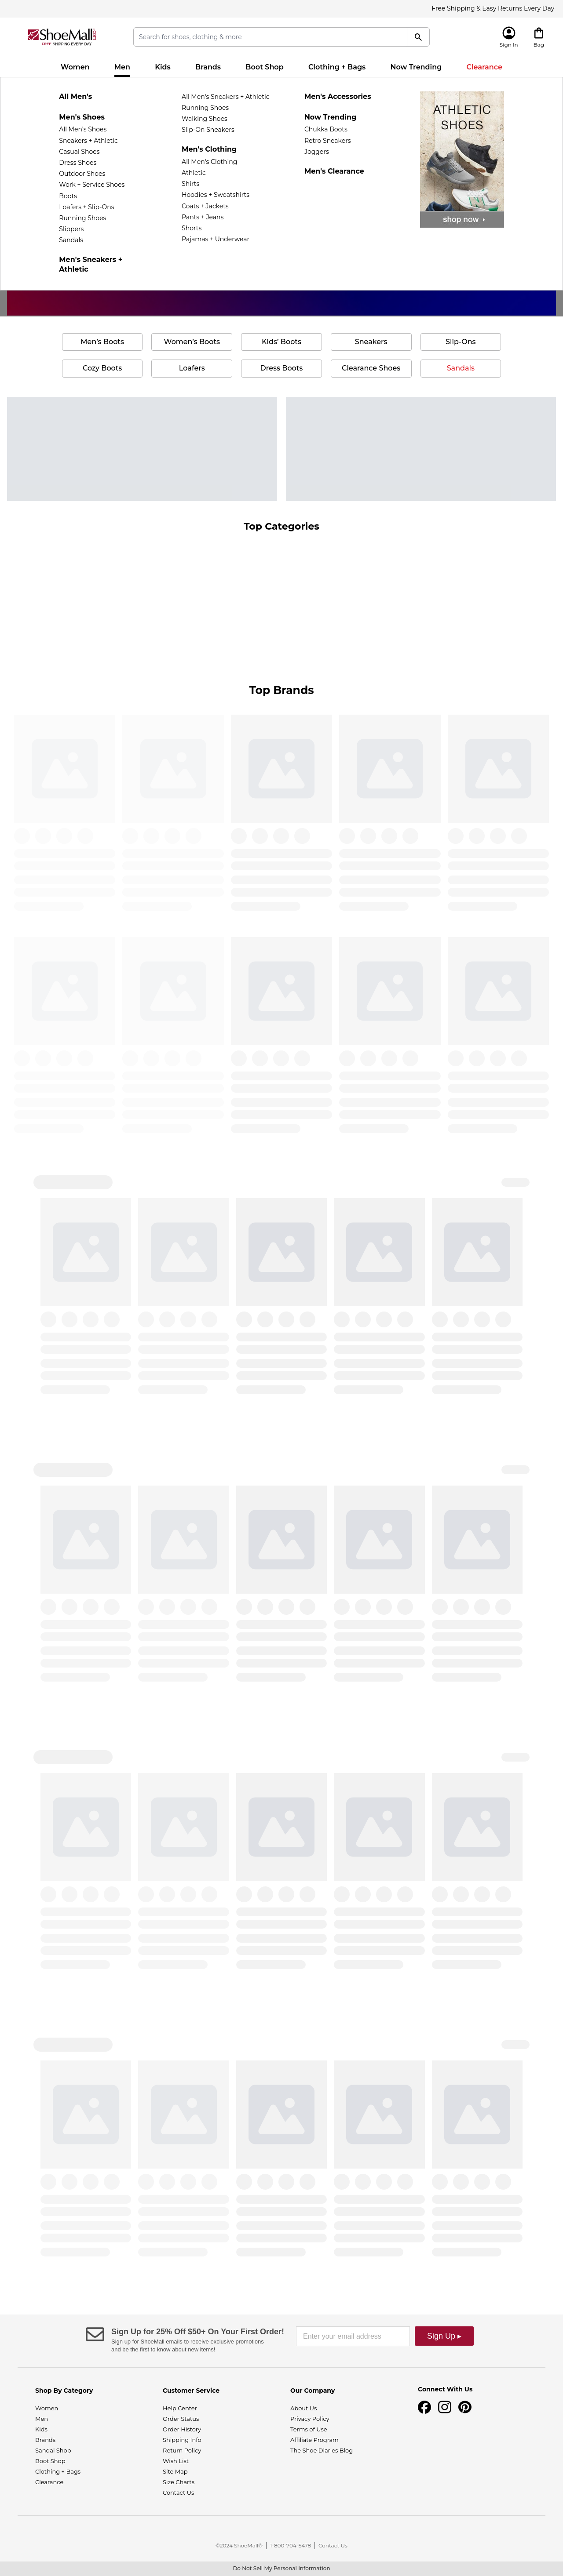 Free Shipping & Easy Returns Every Day
ShoeMall
FREE SHIPPING EVERY DAY
Search for shoes, clothing & more
Sign In
Bag
Women
Men
Kids
Brands
Boot Shop
Clothing + Bags
Now Trending
Clearance
All Men's
Men's Shoes
All Men's Shoes
Sneakers + Athletic
Casual Shoes
Dress Shoes
Outdoor Shoes
Work + Service Shoes
Boots
Loafers + Slip-Ons
Running Shoes
Slippers
Sandals
Men's Sneakers +
Athletic
All Men's Sneakers + Athletic
Running Shoes
Walking Shoes
Slip-On Sneakers
Men's Clothing
All Men's Clothing
Athletic
Shirts
Hoodies + Sweatshirts
Coats + Jackets
Pants + Jeans
Shorts
Pajamas + Underwear
Men's Accessories
Now Trending
Chukka Boots
Retro Sneakers
Joggers
Men's Clearance
ATHLETIC
SHOES
shop now
Men's Boots
Women's Boots
Kids' Boots
Sneakers
Slip-Ons
Cozy Boots
Loafers
Dress Boots
Clearance Shoes
Sandals
Top Categories
Top Brands
Sign Up for 25% Off $50+ On Your First Order!
Sign up for ShoeMall emails to receive exclusive promotions
and be the first to know about new items!
Enter your email address
Sign Up ▸
Shop By Category
Women
Men
Kids
Brands
Sandal Shop
Boot Shop
Clothing + Bags
Clearance
Customer Service
Help Center
Order Status
Order History
Shipping Info
Return Policy
Wish List
Site Map
Size Charts
Contact Us
Our Company
About Us
Privacy Policy
Terms of Use
Affiliate Program
The Shoe Diaries Blog
Connect With Us
©2024 ShoeMall® | 1-800-704-5478 | Contact Us
Do Not Sell My Personal Information